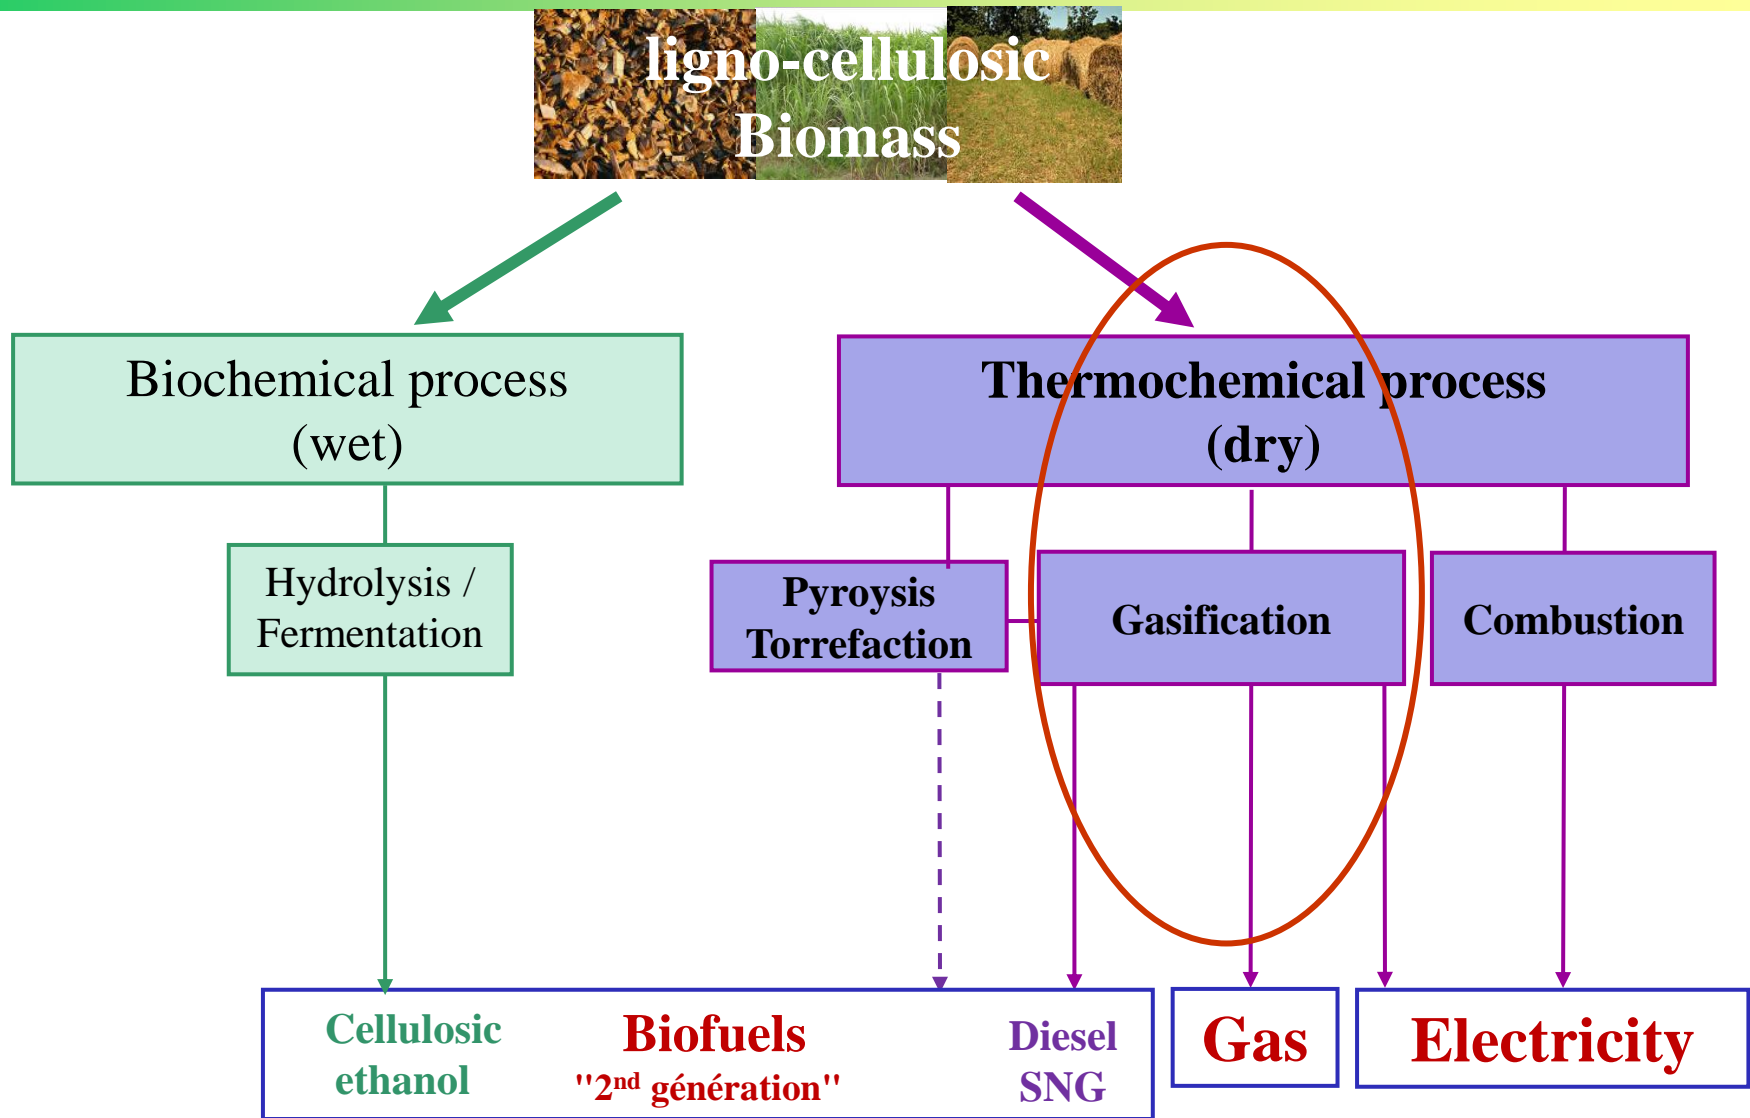 ligno-cellulosic
Biomass
Biochemical process
(wet)
Thermochemical process
(dry)
Hydrolysis /
Fermentation
Pyroysis
Torrefaction
Gasification
Combustion
Cellulosic
ethanol
Biofuels
"2nd génération"
Diesel
SNG
Gas
Electricity